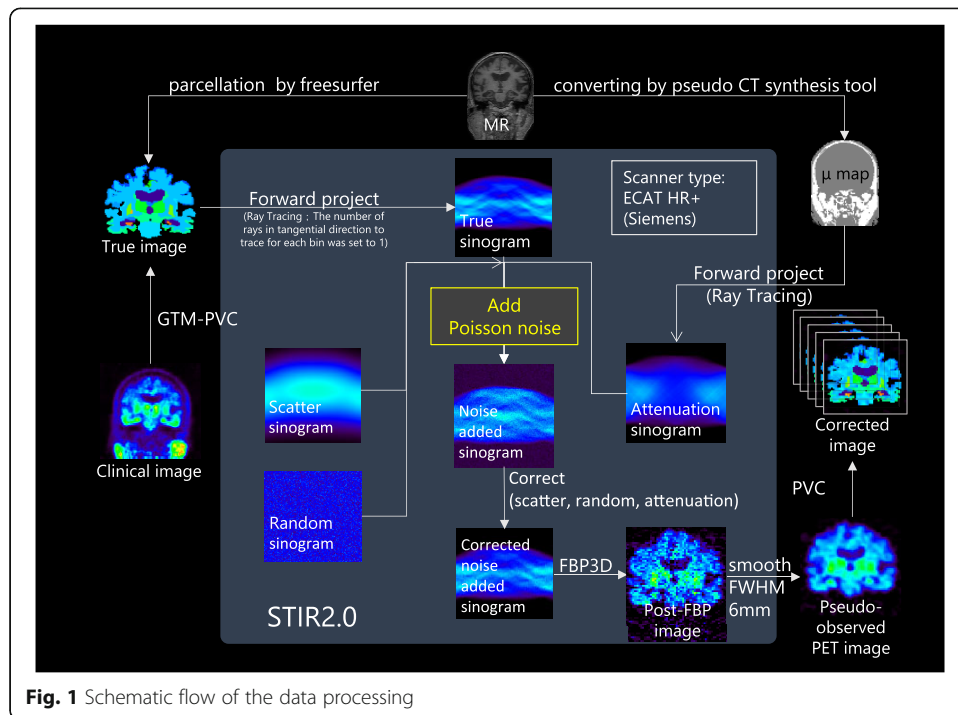 parcellation by freesurfer
MR
converting by pseudo CT synthesis tool
μ map
True image
Forward project
(Ray Tracing ; The number of
rays in tangential direction to
trace for each bin was set to 1)
True
sinogram
Scanner type:
ECAT HR+
(Siemens)
Forward project
(Ray Tracing)
GTM-PVC
Add
Poisson noise
Clinical image
Scatter
sinogram
Noise
added
sinogram
Attenuation
sinogram
Corrected
image
Random
sinogram
Correct
(scatter, random, attenuation)
PVC
Corrected
noise
added
sinogram
FBP3D
Post-FBP
image
smooth
FWHM
6mm
Pseudo-
observed
PET image
STIR2.0
Fig. 1 Schematic flow of the data processing